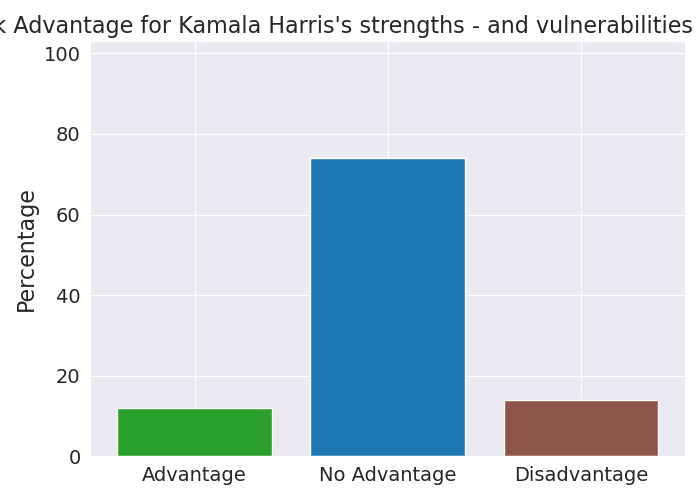 Advantage for Kamala Harris's strengths - and vulnerabilities
100
80
60
40
20
0
Percentage
Advantage
No Advantage
Disadvantage